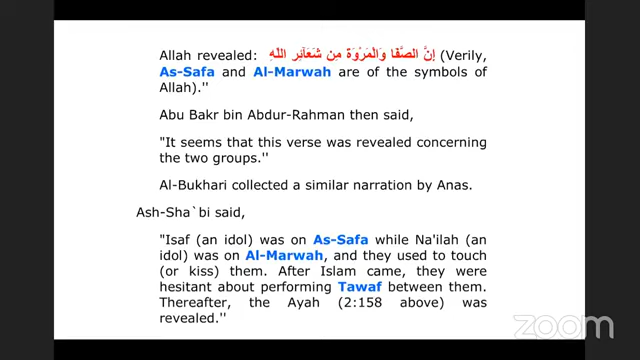 Allah revealed: إِنَّ الصَّفَا وَالْمَرْوَةَ مِن شَعَآئِرِ اللَّهِ (Verily,
As-Safa and Al-Marwah are of the symbols of
Allah).''
Abu Bakr bin Abdur-Rahman then said,
"It seems that this verse was revealed concerning
the two groups.''
Al-Bukhari collected a similar narration by Anas.
Ash-Sha`bi said,
"Isaf (an idol) was on As-Safa while Na'ilah (an
idol) was on Al-Marwah, and they used to touch
(or kiss) them. After Islam came, they were
hesitant about performing Tawaf between them.
Thereafter, the Ayah (2:158 above) was
revealed.''
zoom